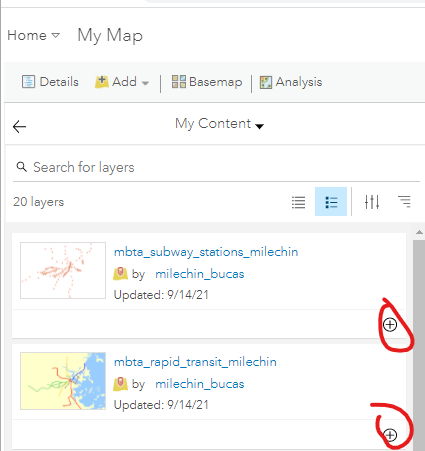 Home My Map
Details Add Basemap Analysis
My Content
Search for layers
20 layers
mbta_subway_stations_milechin
by milechin_bucas
Updated: 9/14/21
mbta_rapid_transit_milechin
by milechin_bucas
Updated: 9/14/21